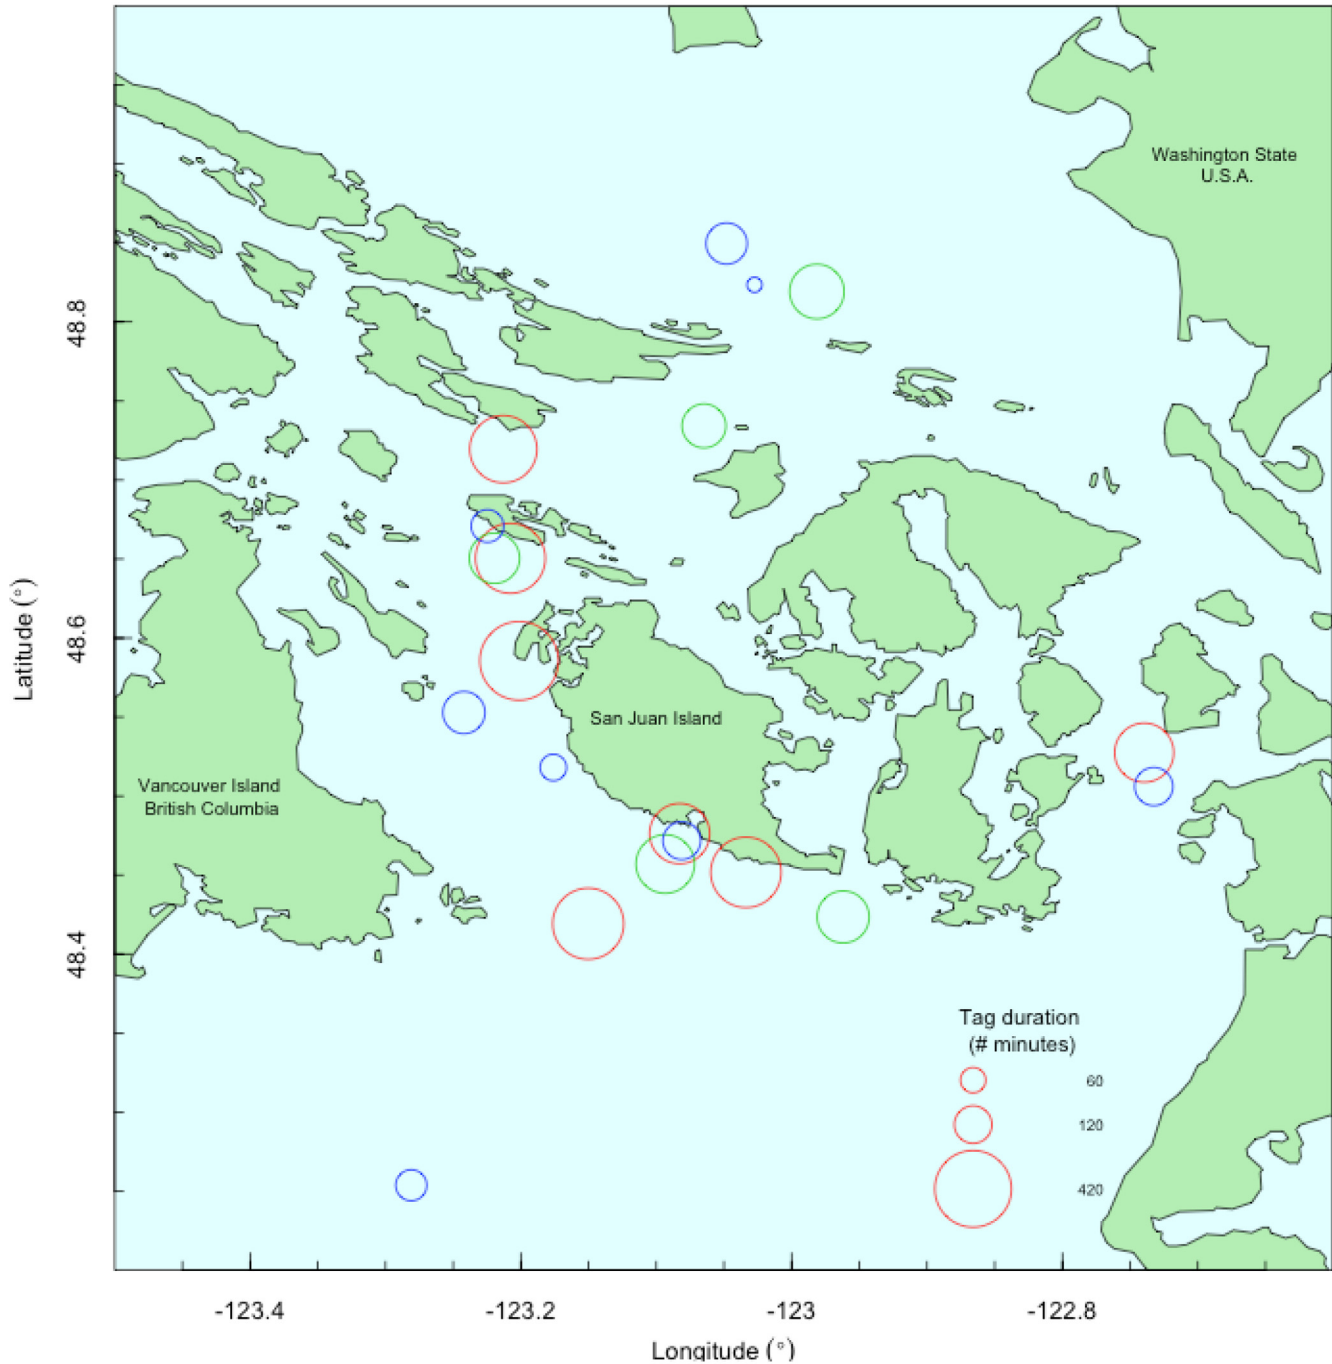 Washington State
U.S.A.
48.8
48.6
48.4
Latitude (°)
San Juan Island
Vancouver Island
British Columbia
Tag duration
(# minutes)
60
120
420
-123.4
-123.2
-123
-122.8
Longitude (°)